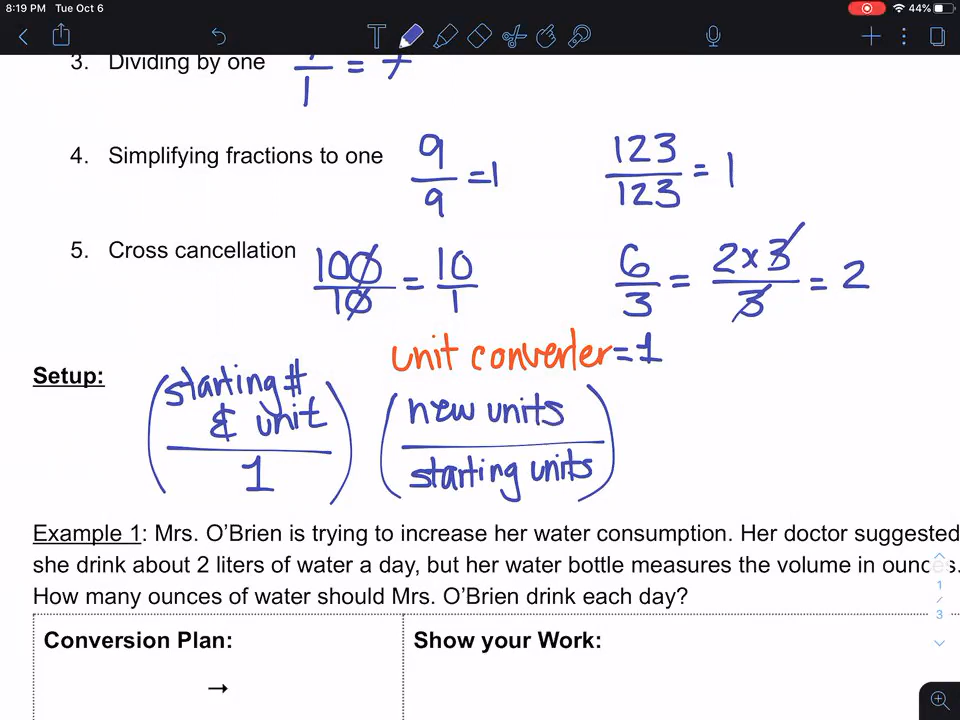 8:19 PM Tue Oct 6 44%
3. Dividing by one /1 = 7
4. Simplifying fractions to one 9/9 = 1 123/123 = 1
5. Cross cancellation 100/10 = 10/1 6/3 = 2 x 3/3 = 2
unit converter = 1
Setup: (starting # & unit/1) (new units/starting units)
Example 1: Mrs. O'Brien is trying to increase her water consumption. Her doctor suggested
she drink about 2 liters of water a day, but her water bottle measures the volume in ounces.
How many ounces of water should Mrs. O'Brien drink each day?
1
/
3
Conversion Plan: Show your Work:
→